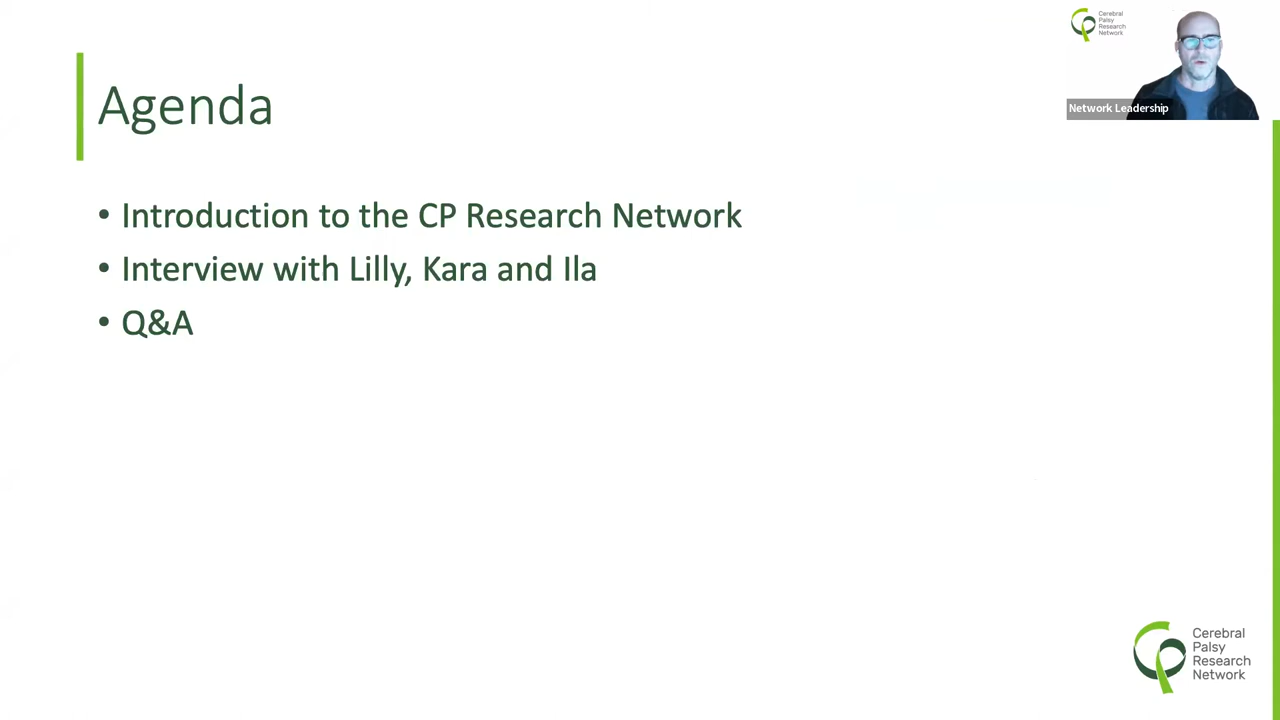 Agenda
• Introduction to the CP Research Network
• Interview with Lilly, Kara and Ila
• Q&A
Cerebral
Palsy
Research
Network
Network Leadership
Cerebral
Palsy
Research
Network